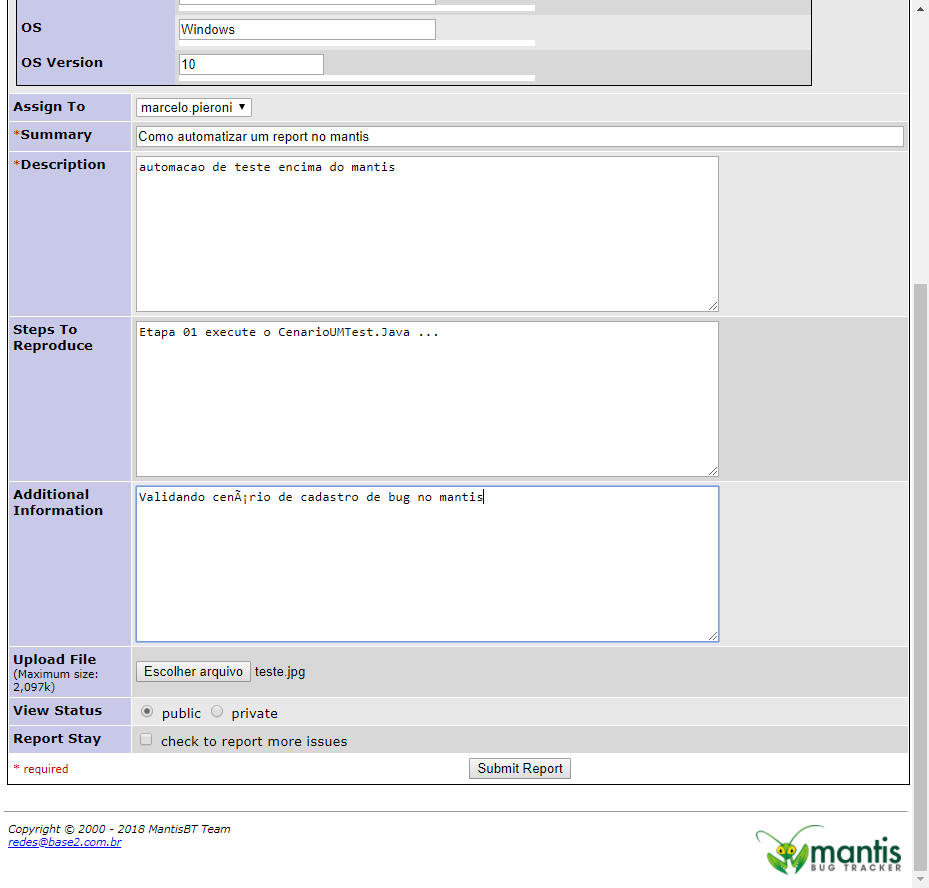 OS
Windows
OS Version
10
Assign To
marcelo.pieroni
*Summary
Como automatizar um report no mantis
*Description
automacao de teste encima do mantis
Steps To
Reproduce
Etapa 01 execute o CenarioUMTest.Java ...
Additional
Information
Validando cenÃ¡rio de cadastro de bug no mantis
Upload File
(Maximum size:
2,097k)
Escolher arquivo teste.jpg
View Status
public private
Report Stay
check to report more issues
* required
Submit Report
Copyright © 2000 - 2018 MantisBT Team
redes@base2.com.br
mantis
BUG TRACKER